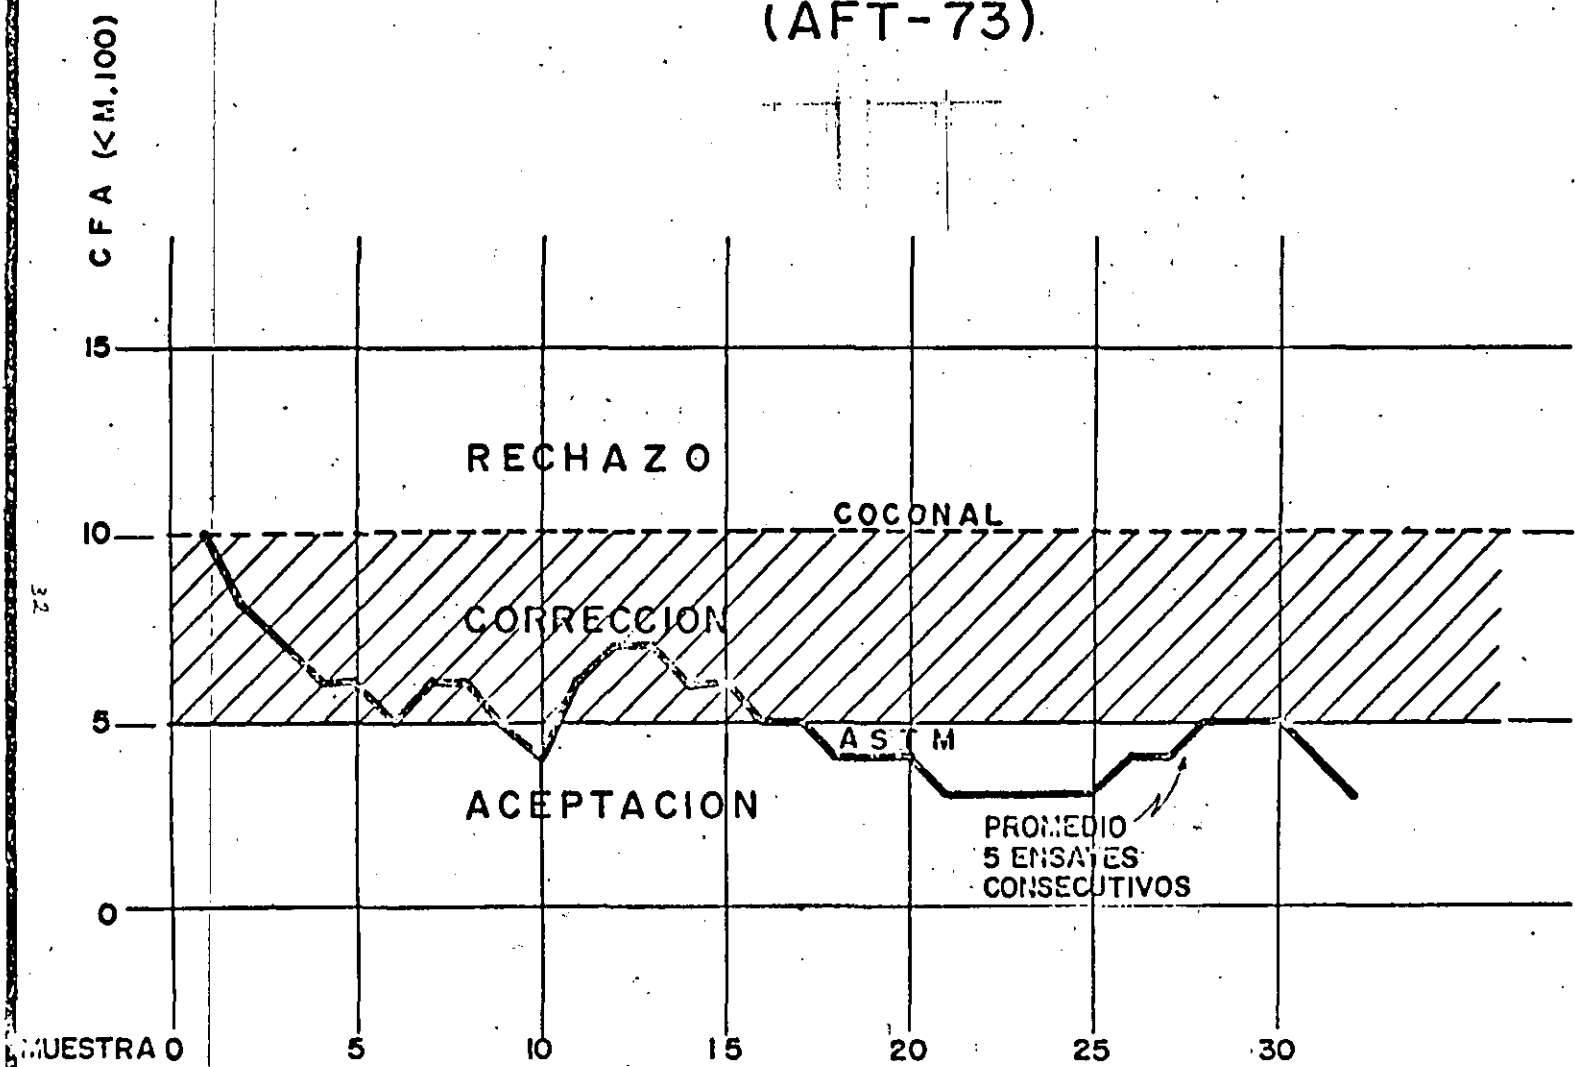 (AFT-73)
CFA (<M.100)
15
RECHAZO
COCONAL
10
32
CORRECCION
5
ASTM
ACEPTACION
PROMEDIO
5 ENSAYES
CONSECUTIVOS
0
MUESTRA 0 5 10 15 20 25 30